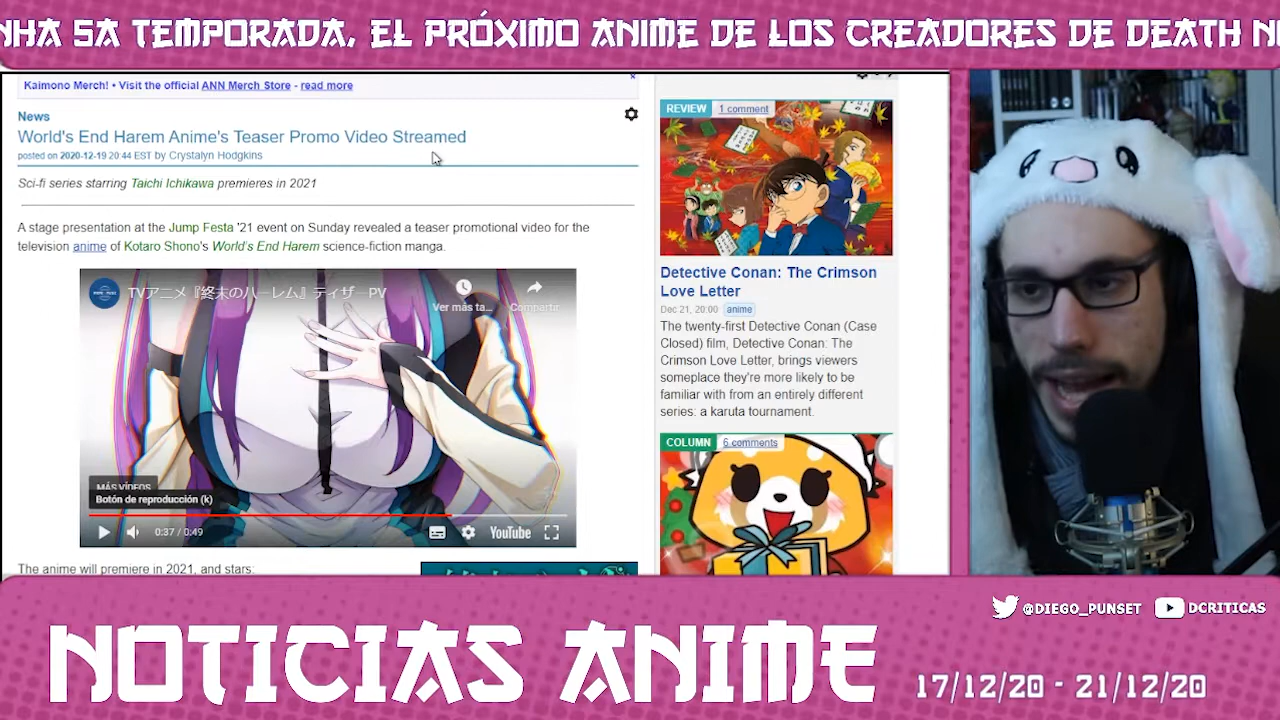 NHA 5A TEMPORADA, EL PRÓXIMO ANIME DE LOS CREADORES DE DEATH N
Kaimono Merch! • Visit the official ANN Merch Store - read more
News
World's End Harem Anime's Teaser Promo Video Streamed
posted on 2020-12-19 20:44 EST by Crystalyn Hodgkins
Sci-fi series starring Taichi Ichikawa premieres in 2021
A stage presentation at the Jump Festa '21 event on Sunday revealed a teaser promotional video for the
television anime of Kotaro Shono's World's End Harem science-fiction manga.
TVアニメ『終末のハーレム』ティザーPV
Ver más ta...
Compartir
MÁS VÍDEOS
Botón de reproducción (k)
0:37 / 0:49
YouTube
The anime will premiere in 2021, and stars:
REVIEW
1 comment
Detective Conan: The Crimson
Love Letter
Dec 21, 20:00
anime
The twenty-first Detective Conan (Case
Closed) film, Detective Conan: The
Crimson Love Letter, brings viewers
someplace they're more likely to be
familiar with from an entirely different
series: a karuta tournament.
COLUMN
6 comments
@DIEGO_PUNSET
DCRITICAS
NOTICIAS ANIME
17/12/20 - 21/12/20